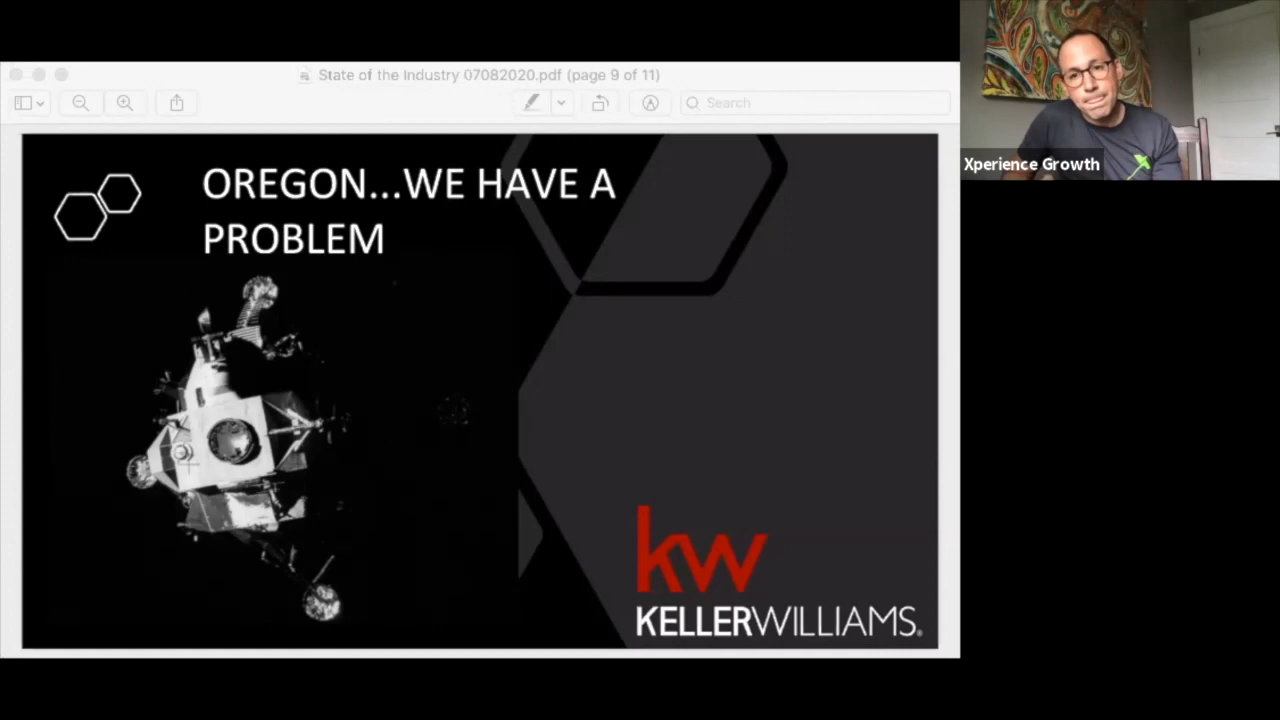 State of the Industry 07082020.pdf (page 9 of 11)
Search
OREGON...WE HAVE A
PROBLEM
kw
KELLERWILLIAMS®
Xperience Growth